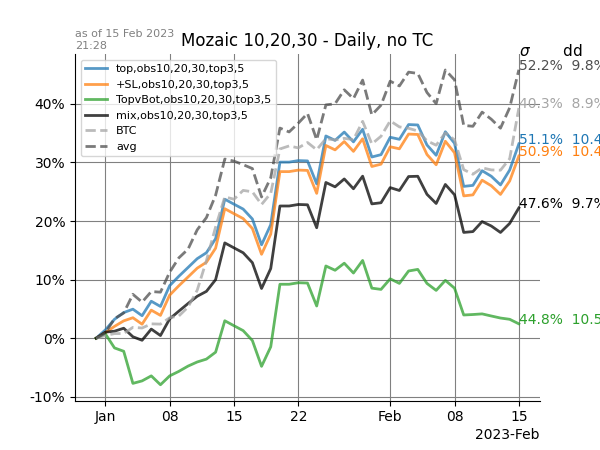 as of 15 Feb 2023
21:28
Mozaic 10,20,30 - Daily, no TC
σ dd
top,obs10,20,30,top3,5
+SL,obs10,20,30,top3,5
TopvBot,obs10,20,30,top3,5
mix,obs10,20,30,top3,5
BTC
avg
52.2% 9.8%
40.3% 8.9%
51.1% 10.4
50.9% 10.4
47.6% 9.7%
44.8% 10.5
40%
30%
20%
10%
0%
-10%
Jan 08 15 22 Feb 08 15
2023-Feb